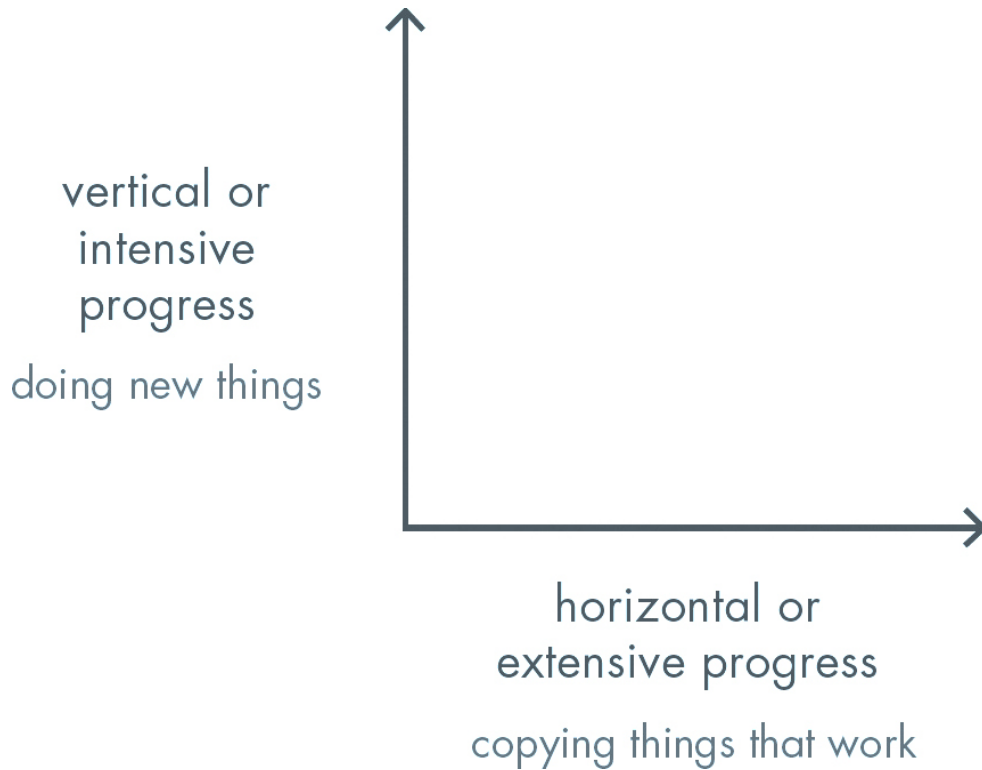 vertical or
intensive
progress
doing new things
horizontal or
extensive progress
copying things that work